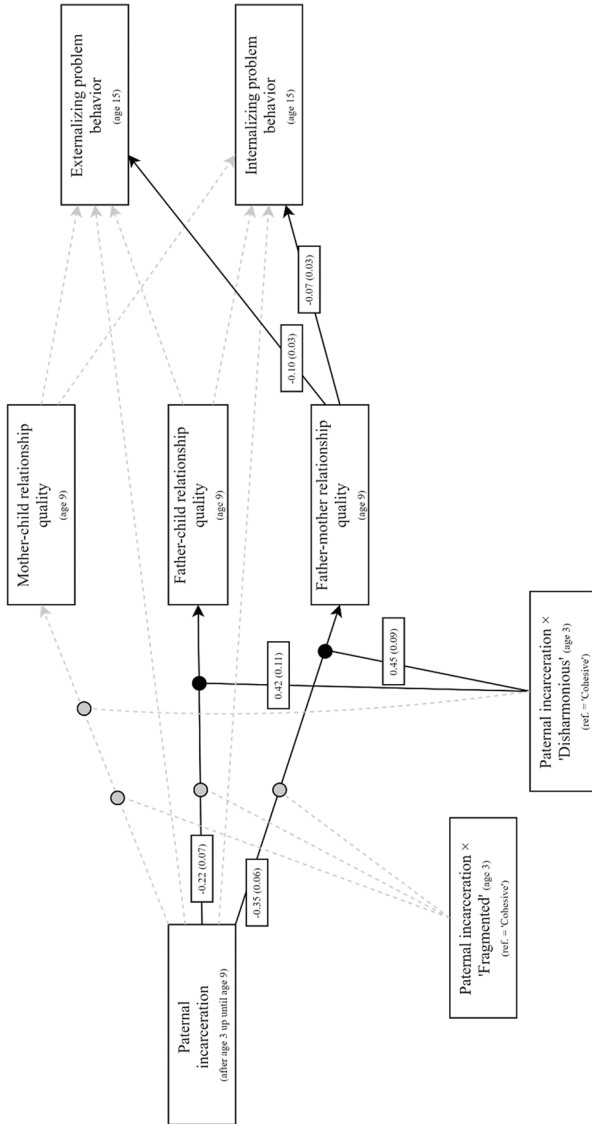 Mother-child relationship
quality
(age 9)
Externalizing problem
behavior
(age 15)
Paternal
incarceration
(after age 3 up until age 9)
-0.22 (0.07)
Father-child relationship
quality
(age 9)
Internalizing problem
behavior
(age 15)
-0.35 (0.06)
Father-mother relationship
quality
(age 9)
-0.10 (0.03)
-0.07 (0.03)
0.42 (0.11)
0.45 (0.09)
Paternal incarceration ×
'Fragmented' (age 3)
(ref. = 'Cohesive')
Paternal incarceration ×
'Disharmonious' (age 3)
(ref. = 'Cohesive')